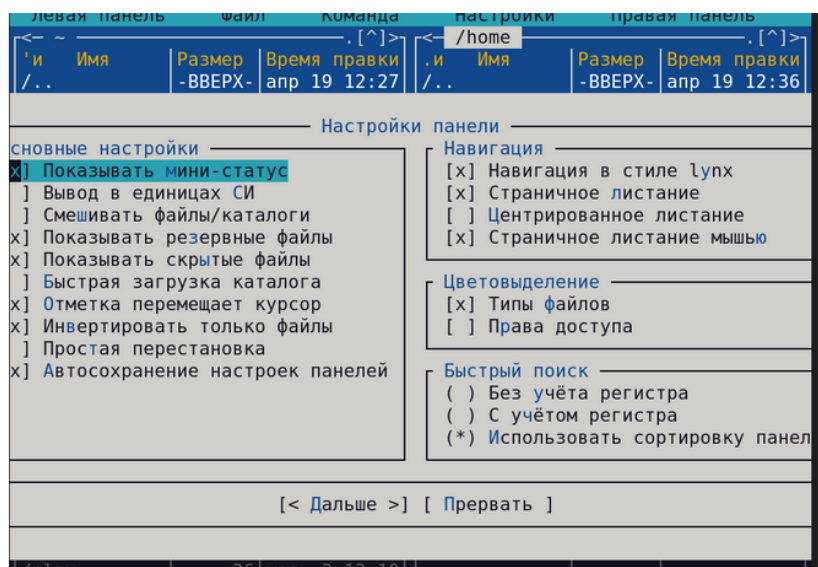 Левая панель Файл Команда Настройки Правая панель
<— ~ .[^]> <— /home .[^]>
'и Имя Размер Время правки .и Имя Размер Время правки
/.. -ВВЕРХ- апр 19 12:27 /.. -ВВЕРХ- апр 19 12:36
Настройки панели
сновные настройки
x] Показывать мини-статус
] Вывод в единицах СИ
] Смешивать файлы/каталоги
x] Показывать резервные файлы
x] Показывать скрытые файлы
] Быстрая загрузка каталога
x] Отметка перемещает курсор
x] Инвертировать только файлы
] Простая перестановка
x] Автосохранение настроек панелей
Навигация
[x] Навигация в стиле lynx
[x] Страничное листание
[ ] Центрированное листание
[x] Страничное листание мышью
Цветовыделение
[x] Типы файлов
[ ] Права доступа
Быстрый поиск
( ) Без учёта регистра
( ) С учётом регистра
(*) Использовать сортировку панел
[< Дальше >] [ Прервать ]